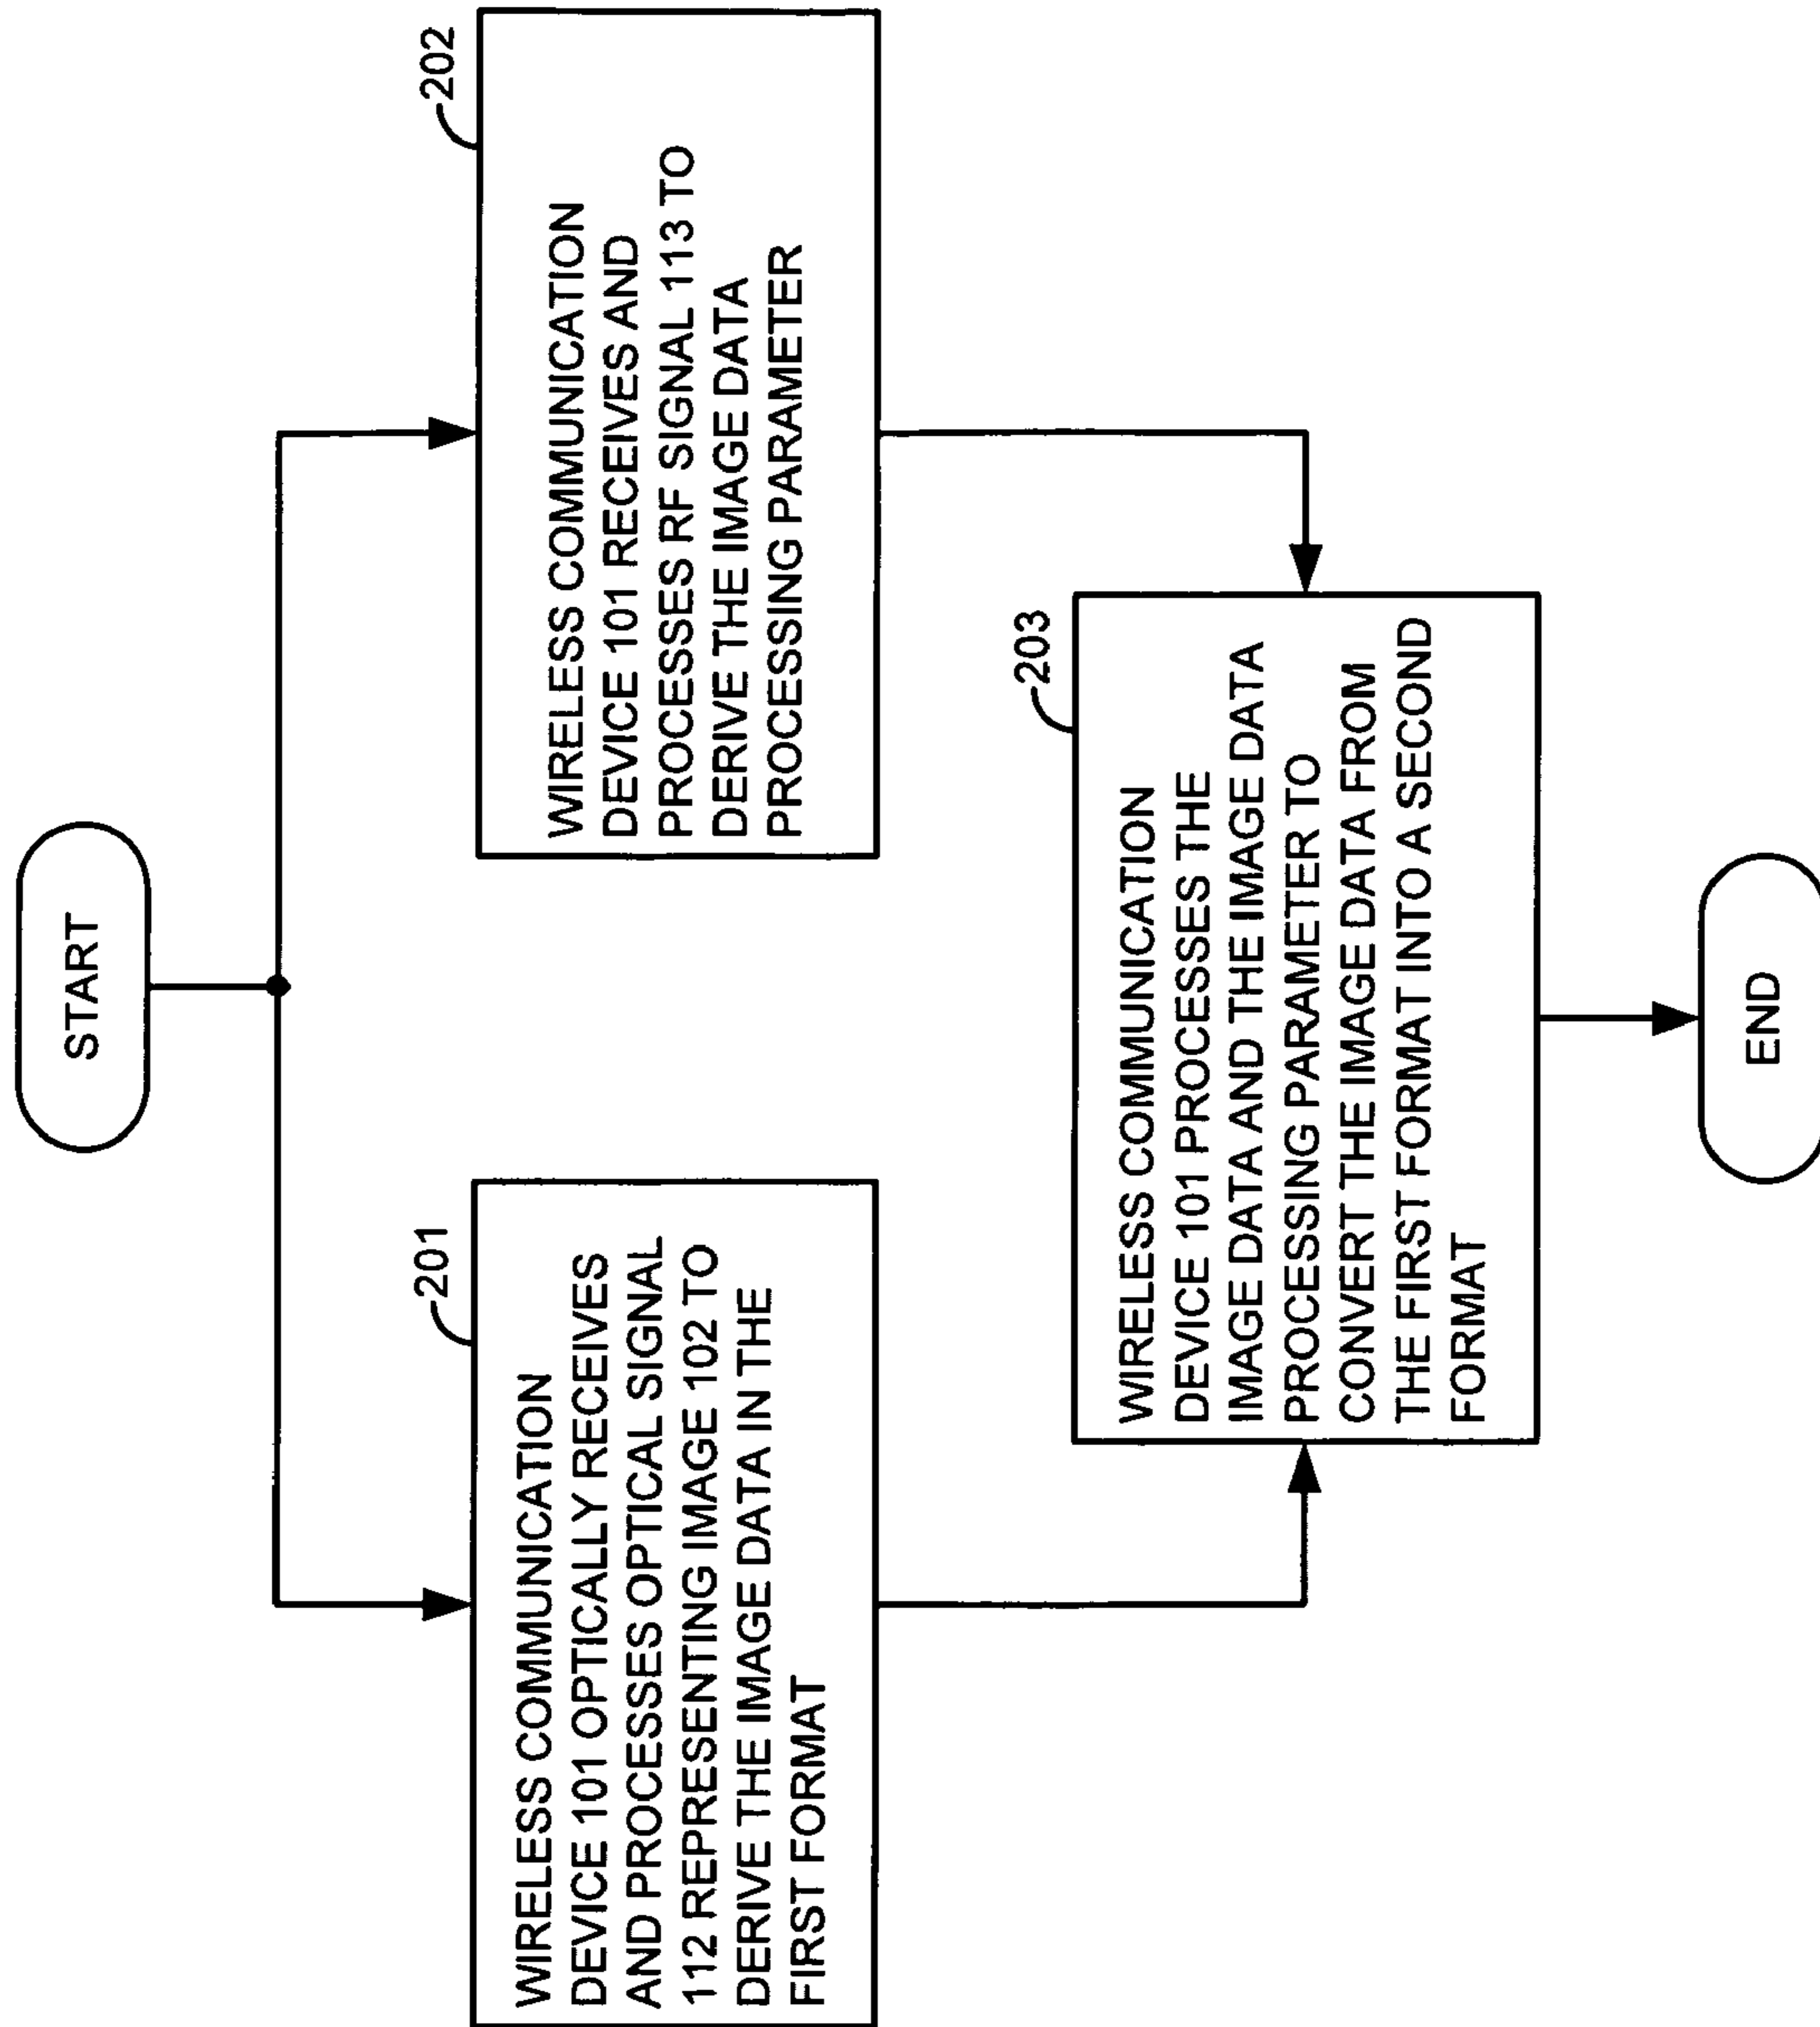 START
201
WIRELESS COMMUNICATION
DEVICE 101 OPTICALLY RECEIVES
AND PROCESSES OPTICAL SIGNAL
112 REPRESENTING IMAGE 102 TO
DERIVE THE IMAGE DATA IN THE
FIRST FORMAT
202
WIRELESS COMMUNICATION
DEVICE 101 RECEIVES AND
PROCESSES RF SIGNAL 113 TO
DERIVE THE IMAGE DATA
PROCESSING PARAMETER
203
WIRELESS COMMUNICATION
DEVICE 101 PROCESSES THE
IMAGE DATA AND THE IMAGE DATA
PROCESSING PARAMETER TO
CONVERT THE IMAGE DATA FROM
THE FIRST FORMAT INTO A SECOND
FORMAT
END